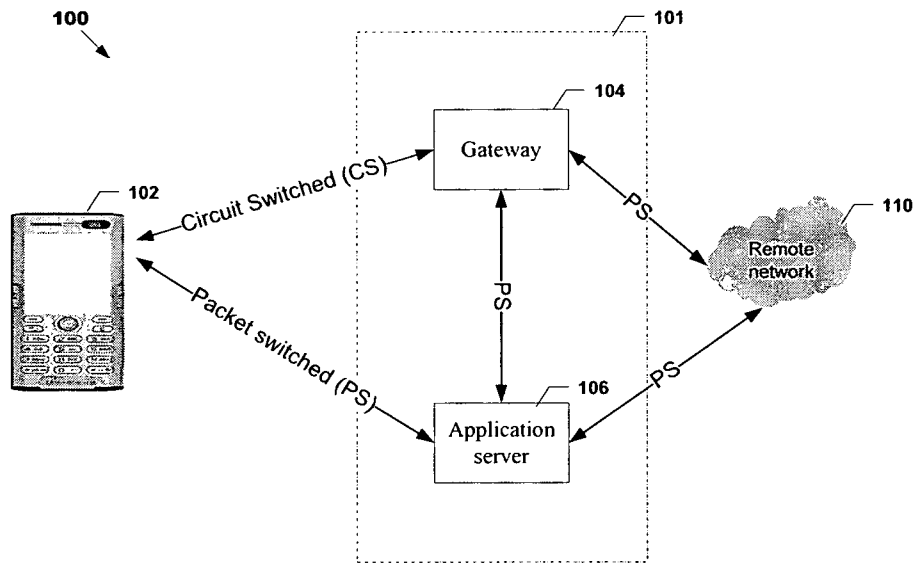 100
101
104
Gateway
Circuit Switched (CS)
102
PS
110
Remote
network
PS
Packet switched (PS)
PS
106
Application
server